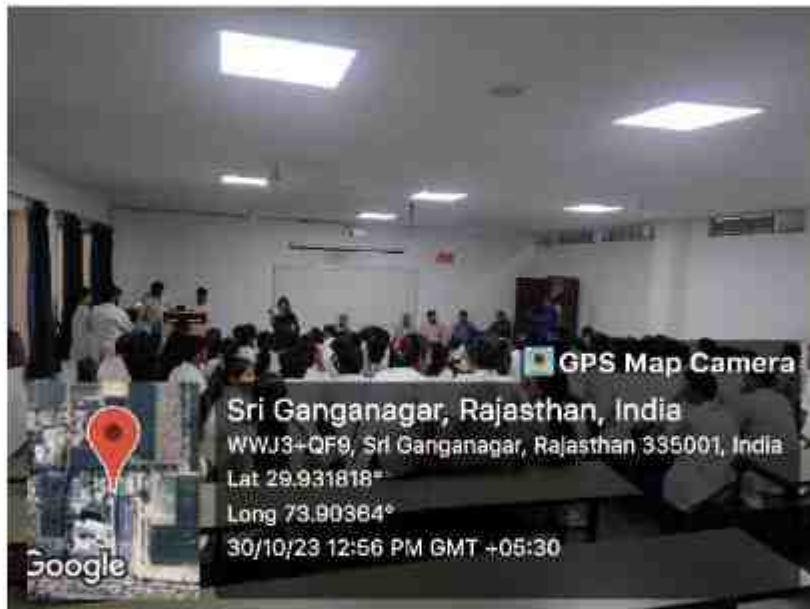 GPS Map Camera
Sri Ganganagar, Rajasthan, India
WWJ3+QF9, Sri Ganganagar, Rajasthan 335001, India
Lat 29.931818°
Long 73.90364°
30/10/23 12:56 PM GMT +05:30
Google